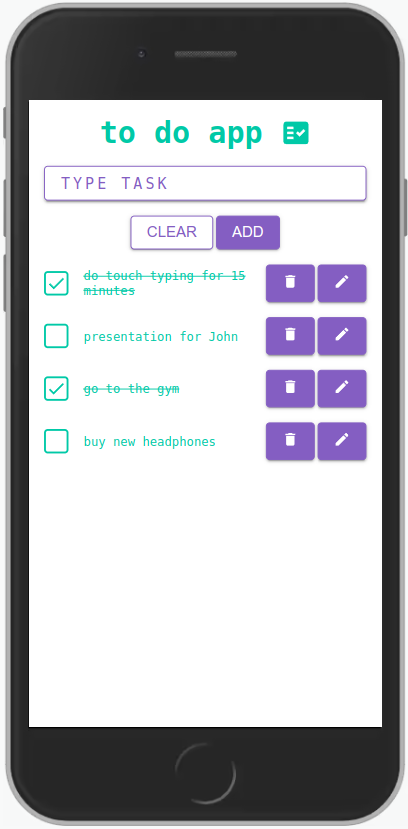 to do app
TYPE TASK
CLEAR ADD
do touch typing for 15
minutes
presentation for John
go to the gym
buy new headphones